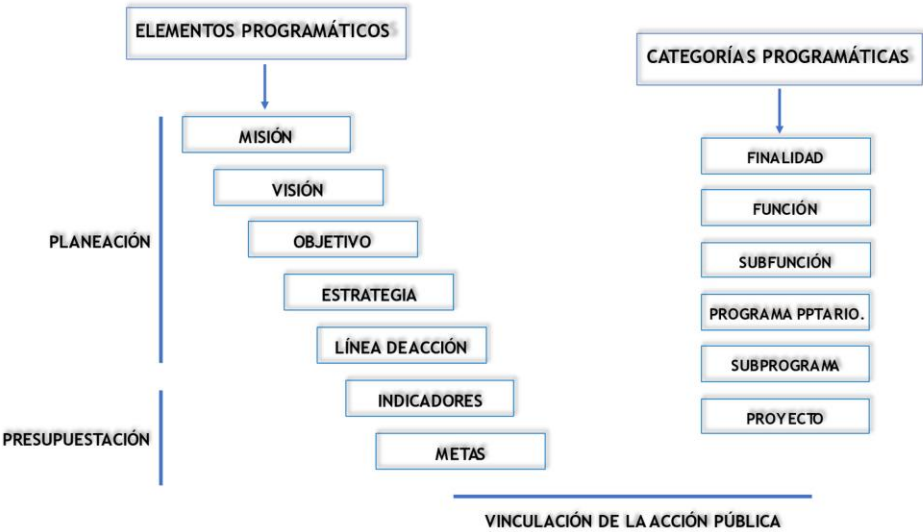 ELEMENTOS PROGRAMÁTICOS
CATEGORÍAS PROGRAMÁTICAS
MISIÓN
VISIÓN
OBJETIVO
ESTRATEGIA
LÍNEA DEACCIÓN
INDICADORES
METAS
PLANEACIÓN
PRESUPUESTACIÓN
FINALIDAD
FUNCIÓN
SUBFUNCIÓN
PROGRAMA PPTARIO.
SUBPROGRAMA
PROYECTO
VINCULACIÓN DE LA ACCIÓN PÚBLICA